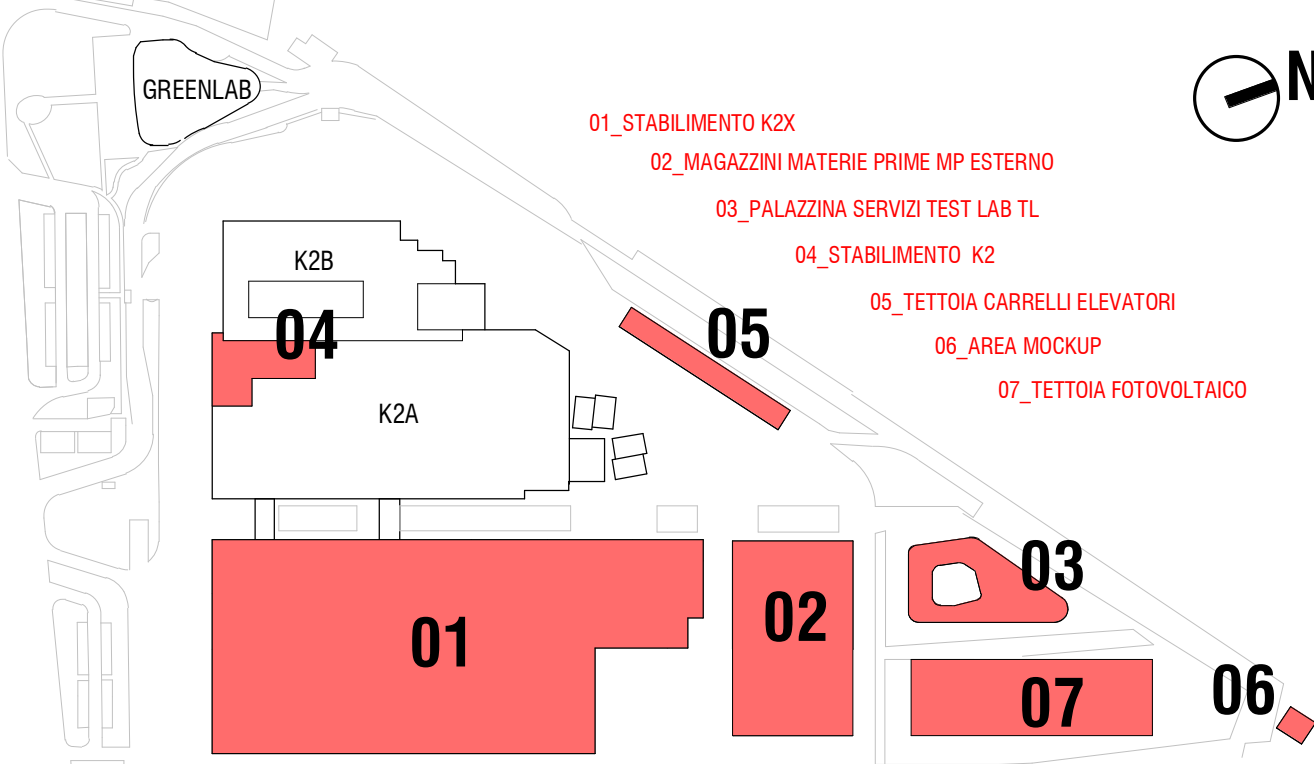 N
GREENLAB
01_STABILIMENTO K2X
02_MAGAZZINI MATERIE PRIME MP ESTERNO
03_PALAZZINA SERVIZI TEST LAB TL
04_STABILIMENTO K2
05_TETTOIA CARRELLI ELEVATORI
06_AREA MOCKUP
07_TETTOIA FOTOVOLTAICO
K2B
04
05
K2A
03
01
02
07
06